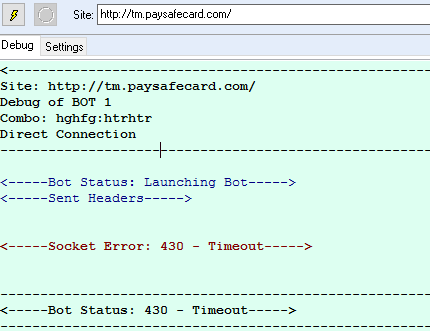 Site: http://tm.paysafecard.com/
Debug Settings
<-----------------------------------------------------
Site: http://tm.paysafecard.com/
Debug of BOT 1
Combo: hghfg:htrhtr
Direct Connection
------------------------------------------------------
<-----Bot Status: Launching Bot----->
<-----Sent Headers----->
<-----Socket Error: 430 - Timeout----->
------------------------------------------------------
<-----Bot Status: 430 - Timeout----->
------------------------------------------------------